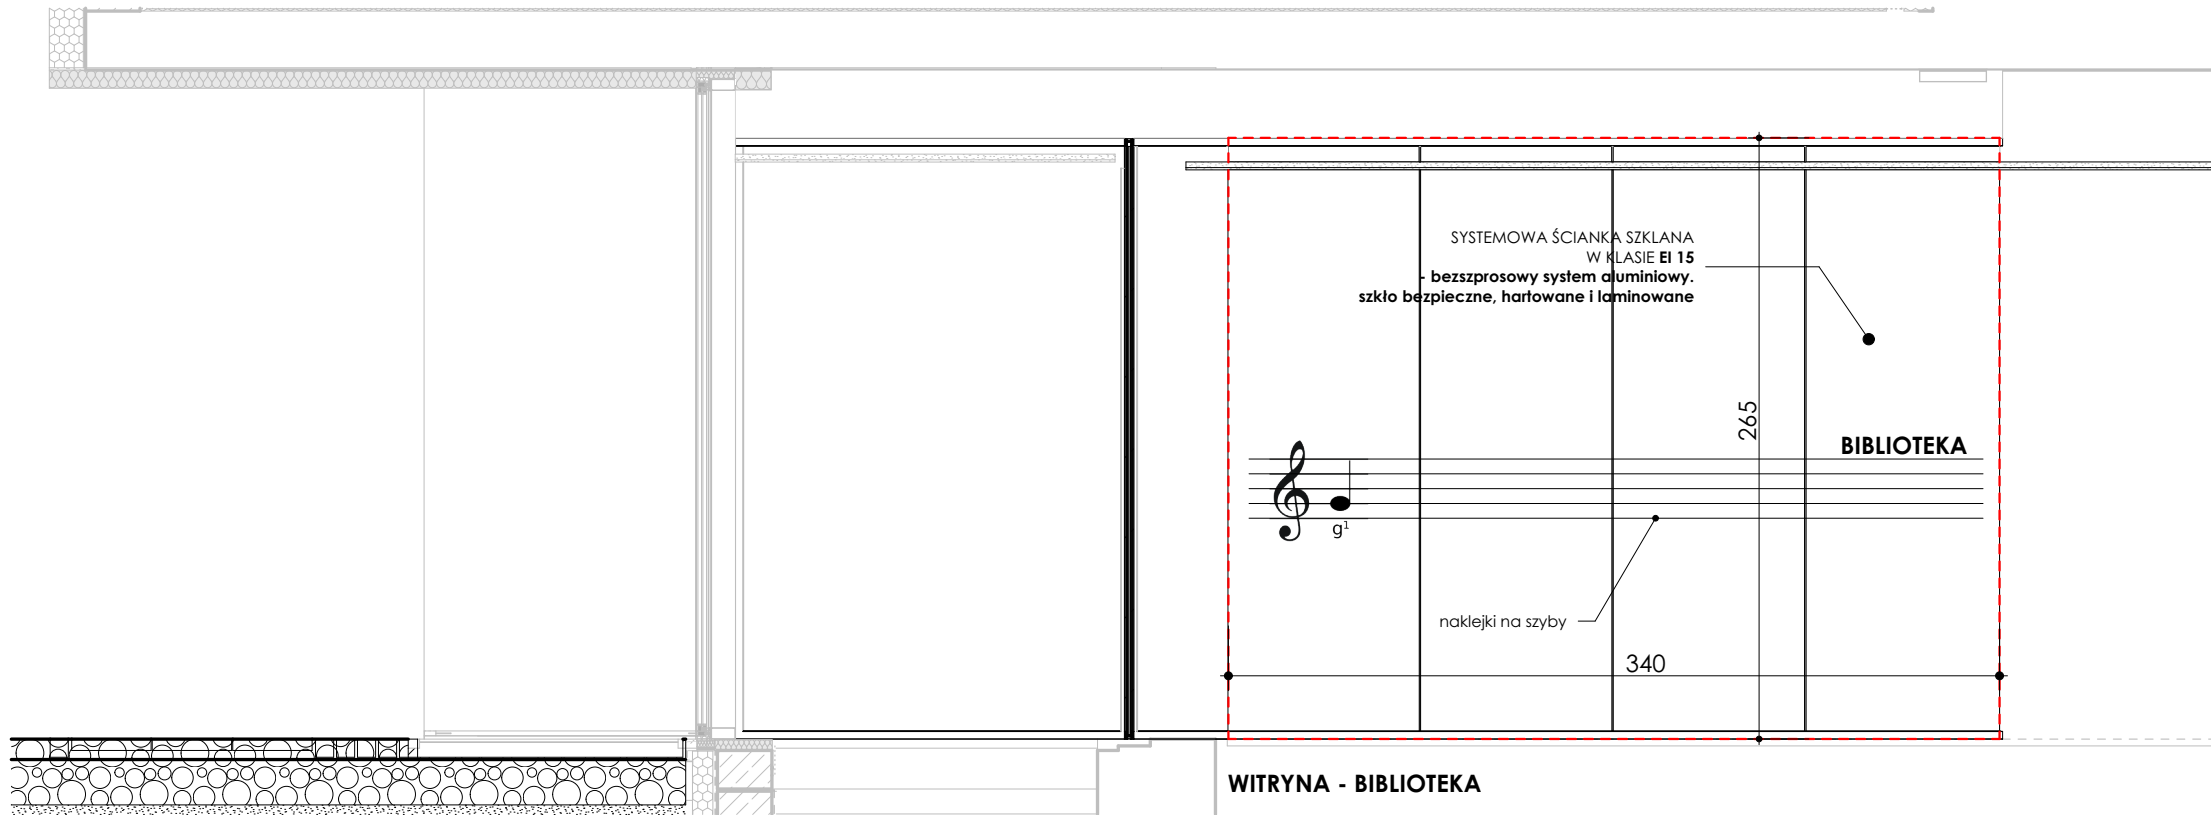 SYSTEMOWA ŚCIANKA SZKLANA
W KLASIE EI 15
- bezszprosowy system aluminiowy.
szkło bezpieczne, hartowane i laminowane
265
BIBLIOTEKA
g¹
naklejki na szyby
340
WITRYNA - BIBLIOTEKA